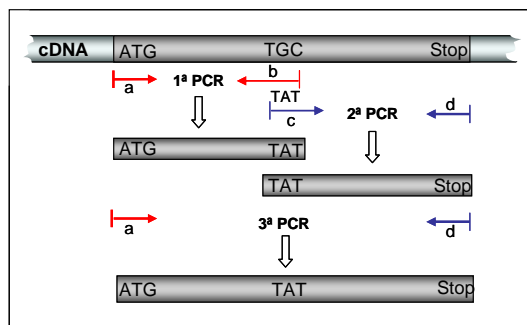 cDNA ATG TGC Stop
a 1ª PCR b
TAT
c 2ª PCR d
ATG TAT
TAT Stop
a 3ª PCR d
ATG TAT Stop